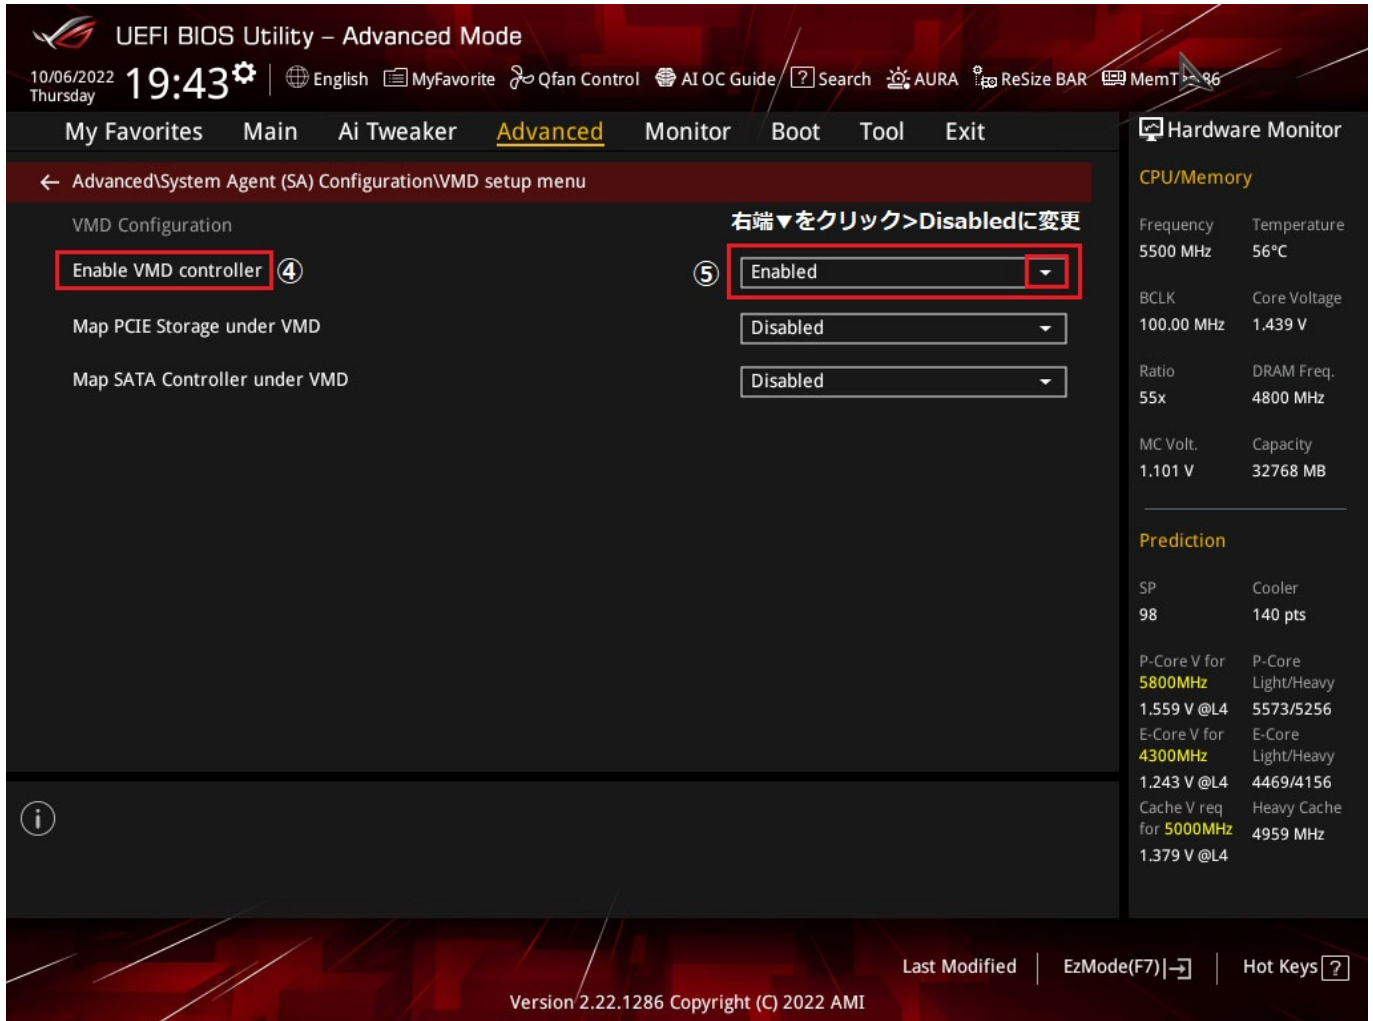 UEFI BIOS Utility – Advanced Mode
10/06/2022
Thursday
19:43
English
MyFavorite
Qfan Control
AI OC Guide
? Search
AURA
ReSize BAR
My Favorites
Main
Ai Tweaker
Advanced
Monitor
Boot
Tool
Exit
Hardware Monitor
← Advanced\System Agent (SA) Configuration\VMD setup menu
VMD Configuration
右端▼をクリック>Disabledに変更
Enable VMD controller ④
⑤ Enabled
Map PCIE Storage under VMD
Disabled
Map SATA Controller under VMD
Disabled
CPU/Memory
Frequency Temperature
5500 MHz 56°C
BCLK Core Voltage
100.00 MHz 1.439 V
Ratio DRAM Freq.
55x 4800 MHz
MC Volt. Capacity
1.101 V 32768 MB
Prediction
SP Cooler
98 140 pts
P-Core V for P-Core
5800MHz Light/Heavy
1.559 V @L4 5573/5256
E-Core V for E-Core
4300MHz Light/Heavy
1.243 V @L4 4469/4156
Cache V req Heavy Cache
for 5000MHz 4959 MHz
1.379 V @L4
i
Last Modified
EzMode(F7)
Hot Keys ?
Version 2.22.1286 Copyright (C) 2022 AMI